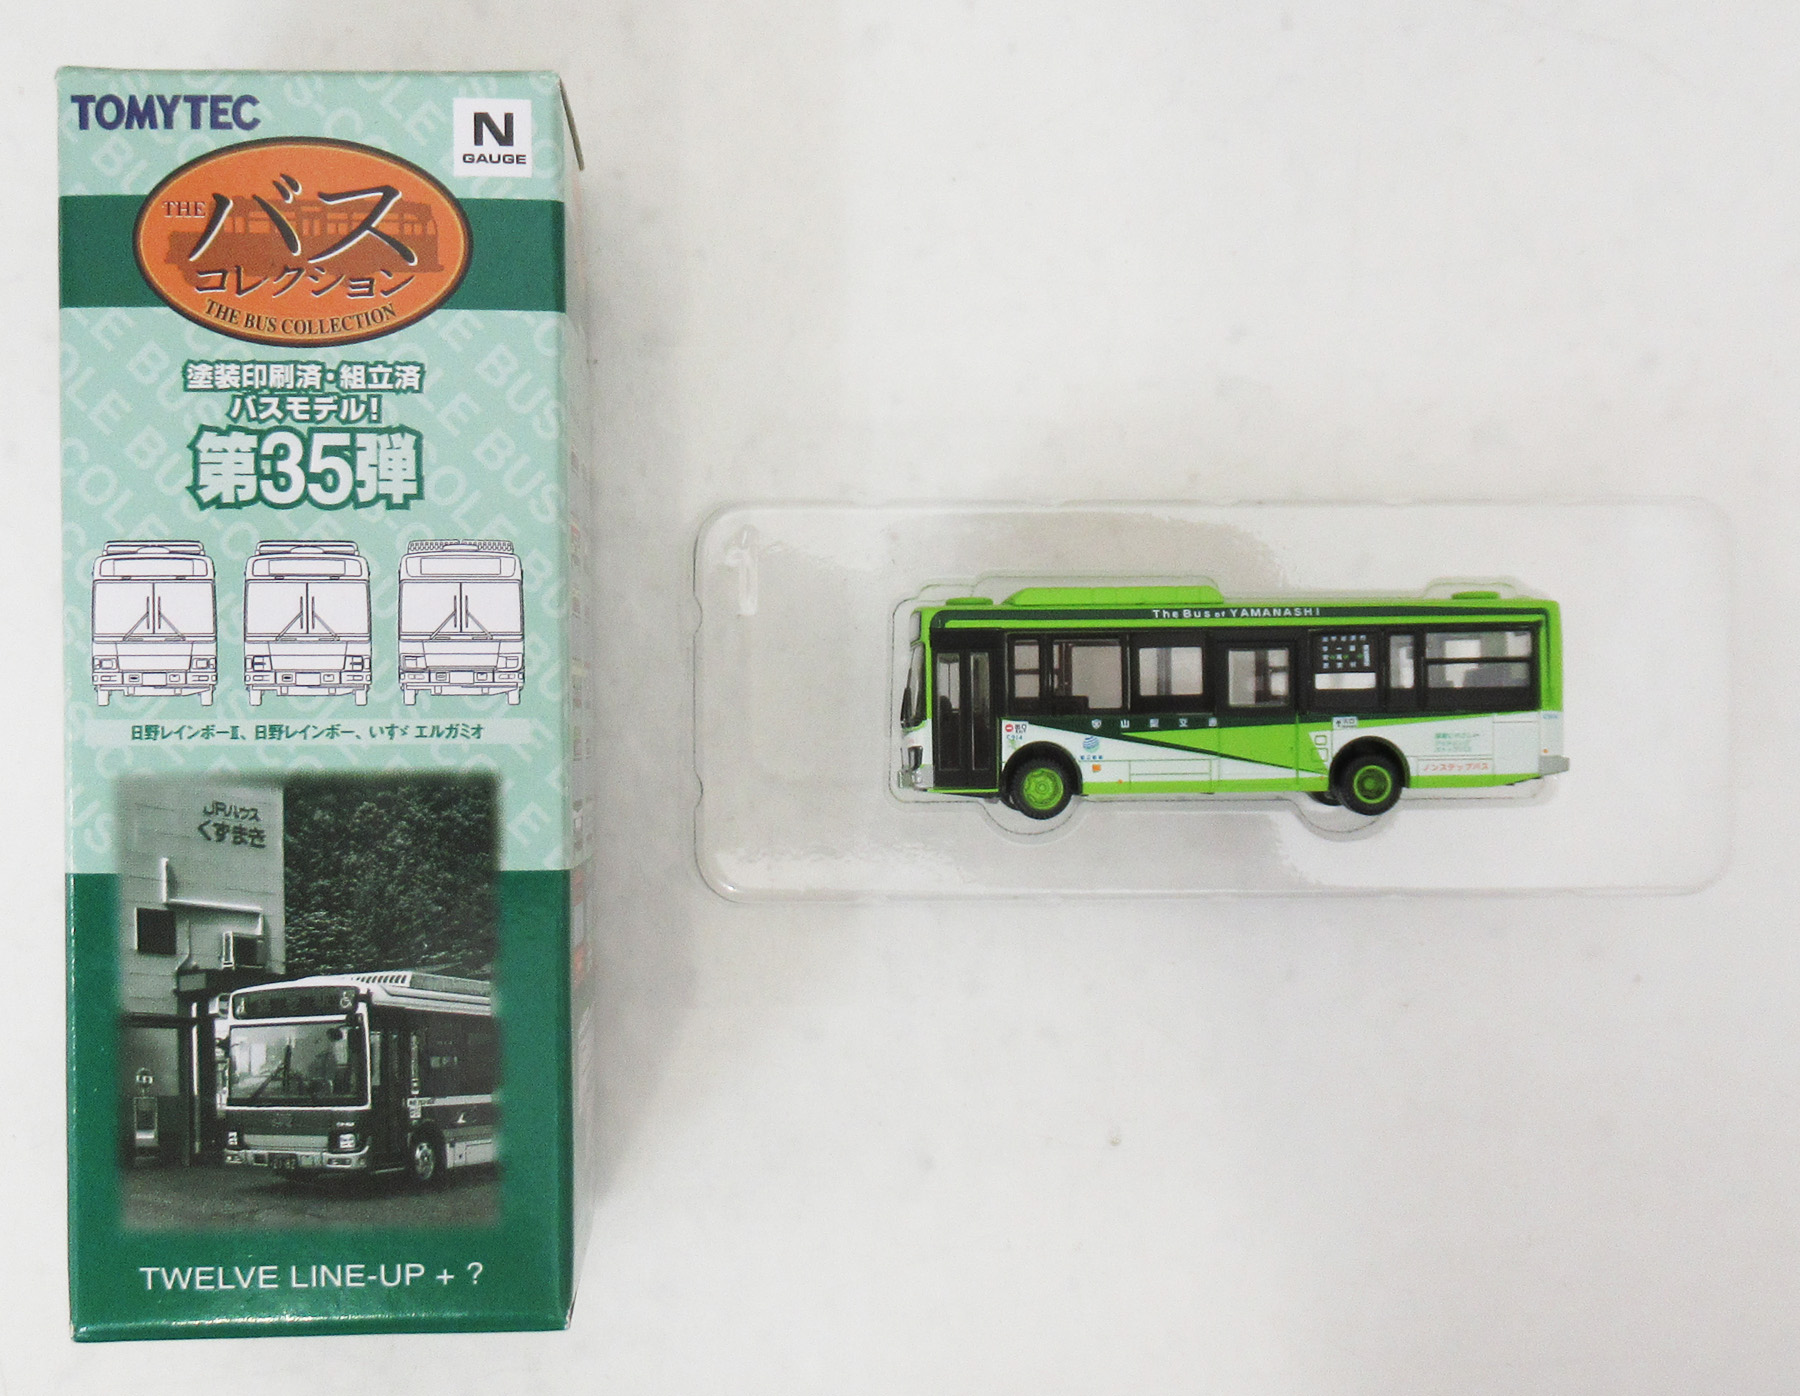 TOMYTEC
N
GAUGE
THE
バス
コレクション
THE BUS COLLECTION
塗装印刷済・組立済
バスモデル!
第35弾
日野レインボーⅡ、日野レインボー、いすゞ エルガミオ
JRハウス
くずまき
TWELVE LINE-UP + ?
The Bus of YAMANASHI
山梨交通
C914
ノンステップバス